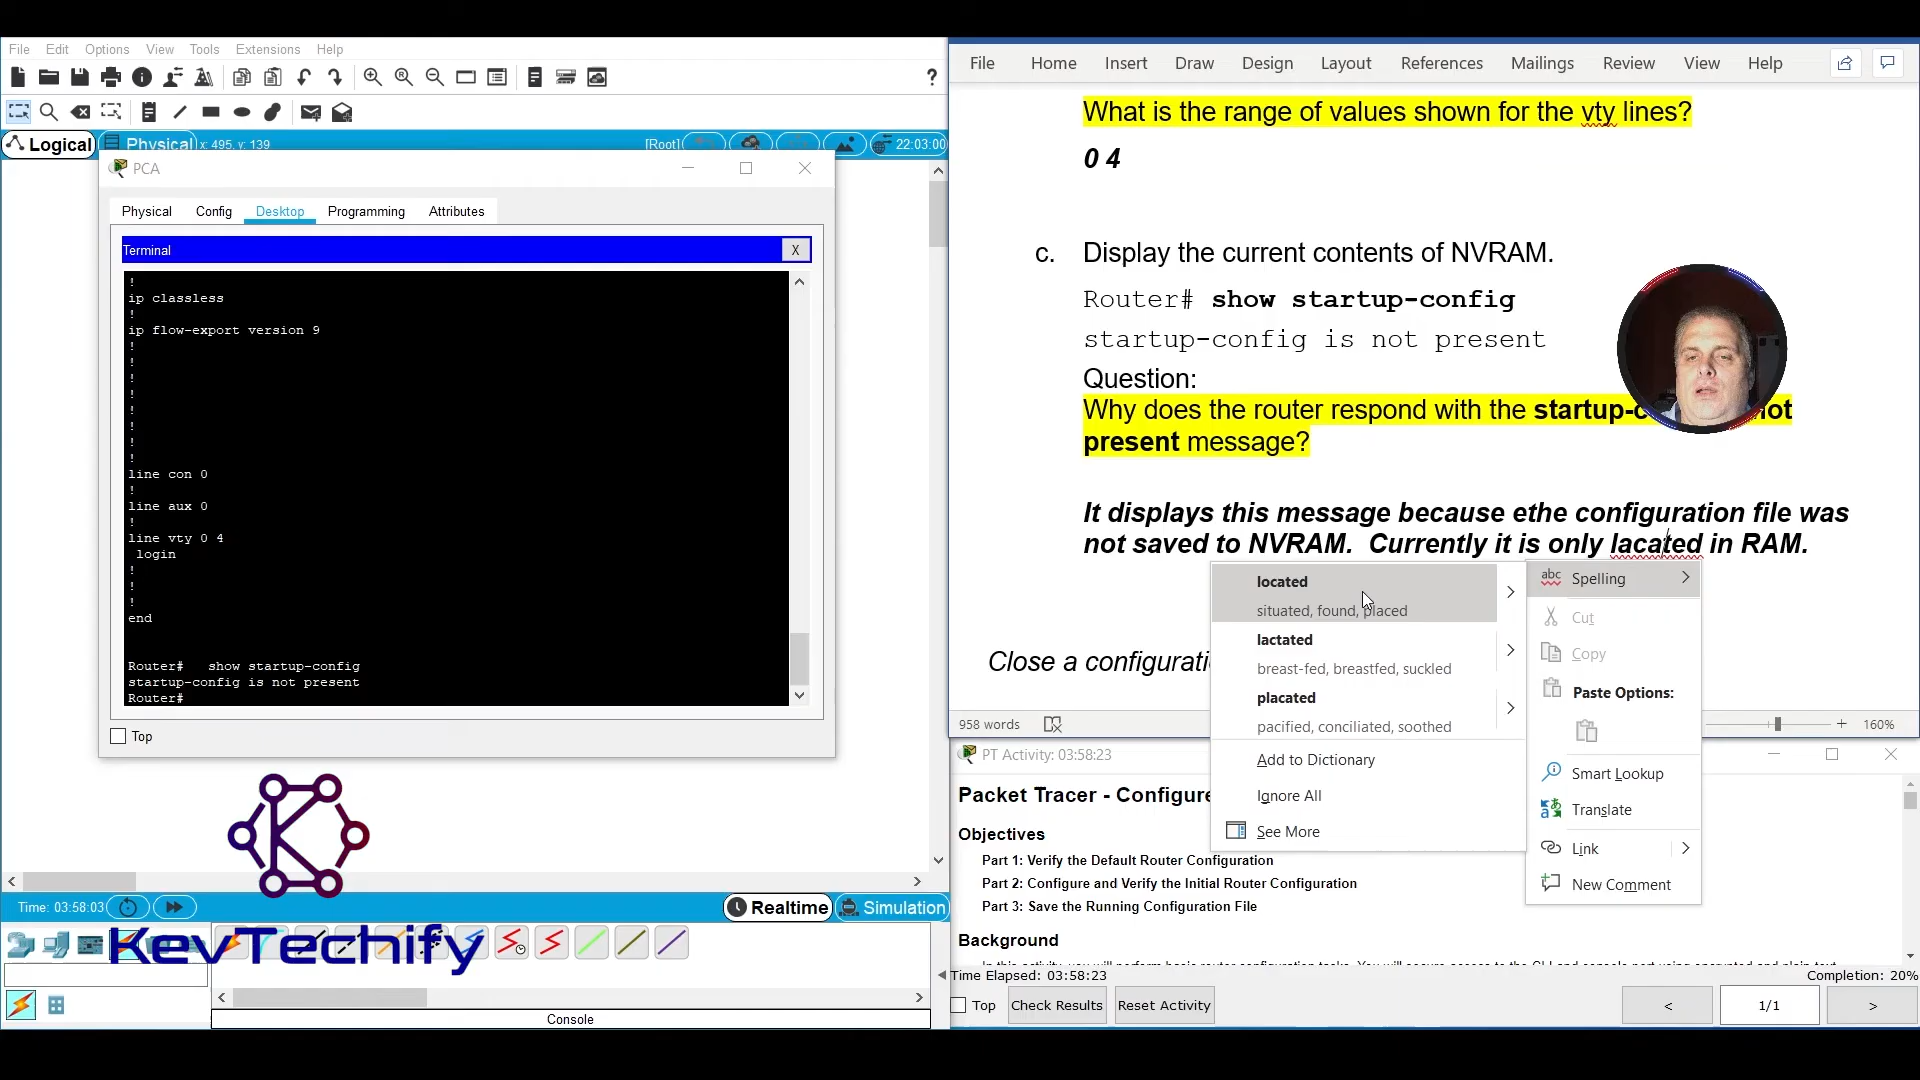 File Edit Options View Tools Extensions Help
Logical
Physical x: 495, y: 139
[Root]
22:03:00
PCA
Physical Config Desktop Programming Attributes
Terminal
X
!
ip classless
!
ip flow-export version 9
!
!
!
!
!
!
!
!
line con 0
!
line aux 0
!
line vty 0 4
login
!
!
!
end
Router# show startup-config
startup-config is not present
Router#
Top
Time: 03:58:03
Realtime
Simulation
KevTechify
Console
File Home Insert Draw Design Layout References Mailings Review View Help
What is the range of values shown for the vty lines?
0 4
c. Display the current contents of NVRAM.
Router# show startup-config
startup-config is not present
Question:
Why does the router respond with the startup-c
present message?
It displays this message because ethe configuration file was
not saved to NVRAM. Currently it is only lacated in RAM.
located
situated, found, placed
lactated
breast-fed, breastfed, suckled
placated
pacified, conciliated, soothed
Add to Dictionary
Ignore All
See More
Spelling
Cut
Copy
Paste Options:
Smart Lookup
Translate
Link
New Comment
Close a configurati
958 words
160%
PT Activity: 03:58:23
Packet Tracer - Configure
Objectives
Part 1: Verify the Default Router Configuration
Part 2: Configure and Verify the Initial Router Configuration
Part 3: Save the Running Configuration File
Background
Time Elapsed: 03:58:23
Completion: 20%
Top
Check Results
Reset Activity
<
1/1
>